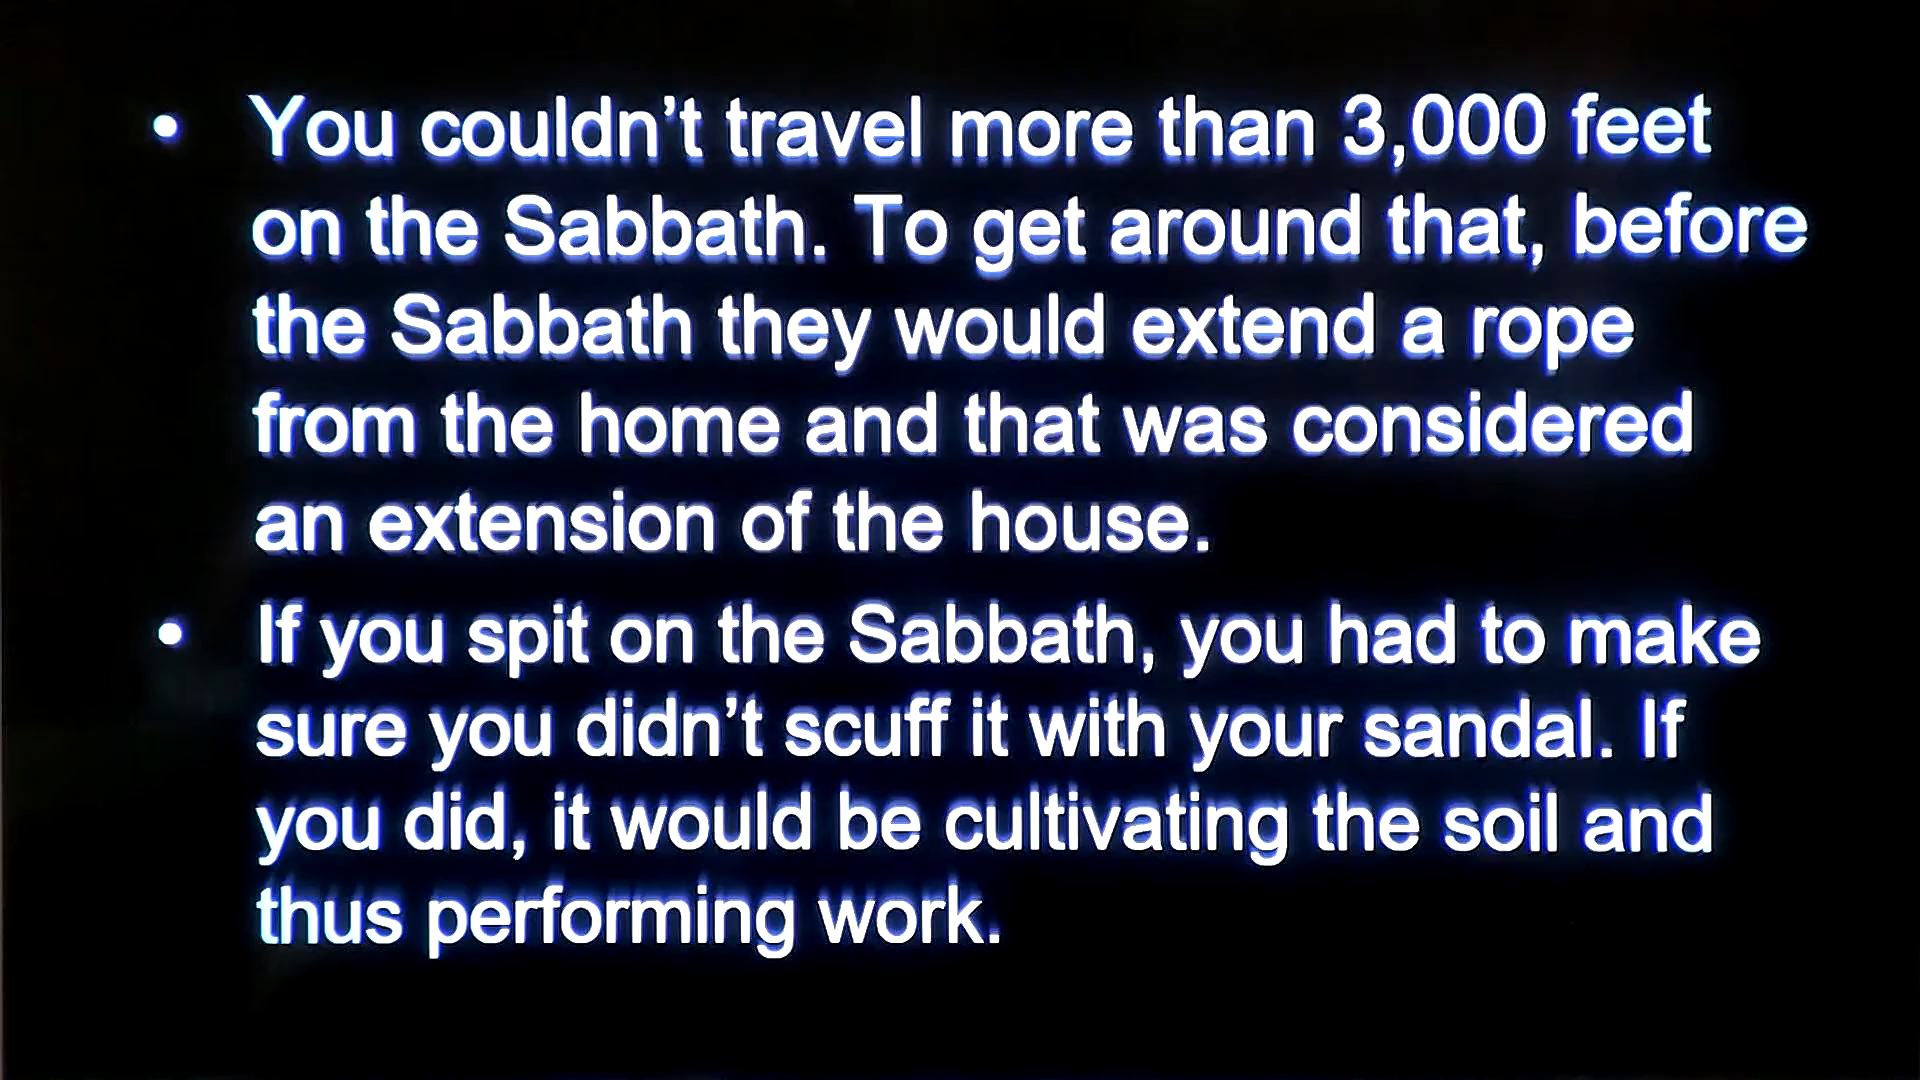 • You couldn’t travel more than 3,000 feet
on the Sabbath. To get around that, before
the Sabbath they would extend a rope
from the home and that was considered
an extension of the house.
• If you spit on the Sabbath, you had to make
sure you didn’t scuff it with your sandal. If
you did, it would be cultivating the soil and
thus performing work.